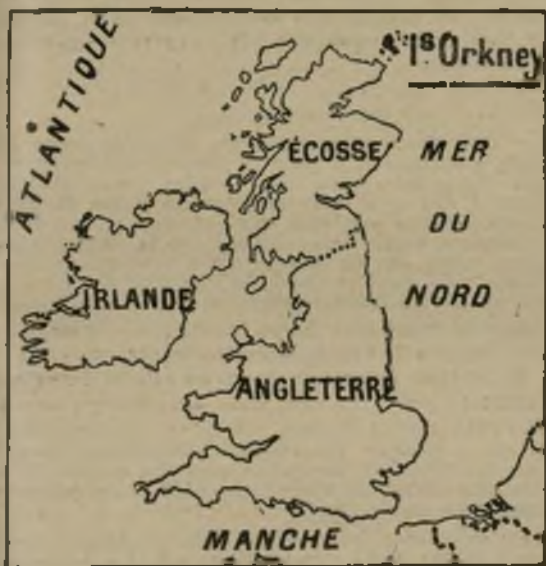 ATLANTIQUE
Is Orkney
ÉCOSSE
MER
DU
NORD
IRLANDE
ANGLETERRE
MANCHE